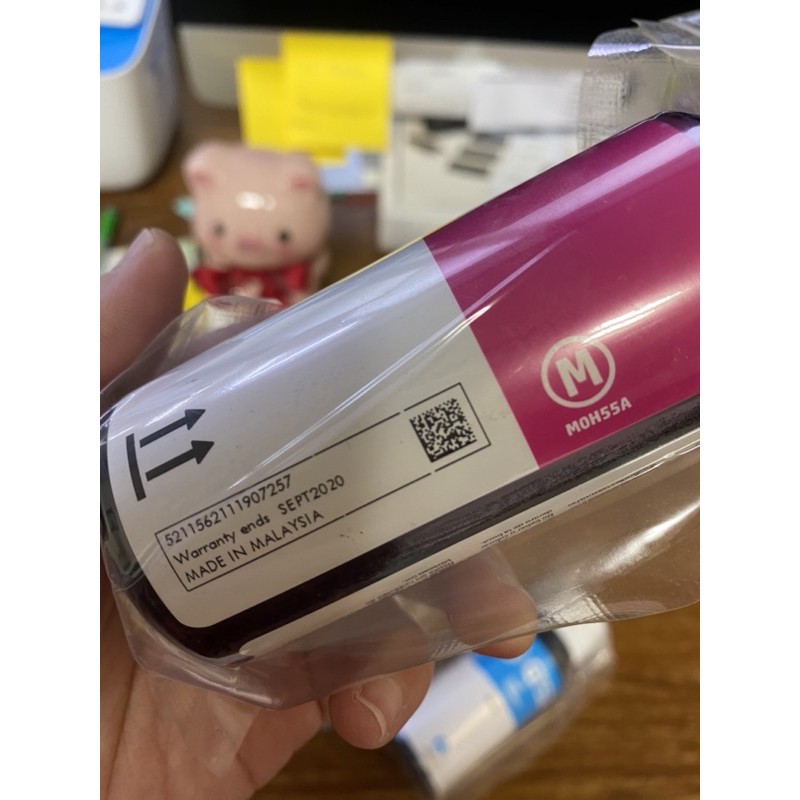 M
M0H55A
5211562111907257
Warranty ends SEPT2020
MADE IN MALAYSIA